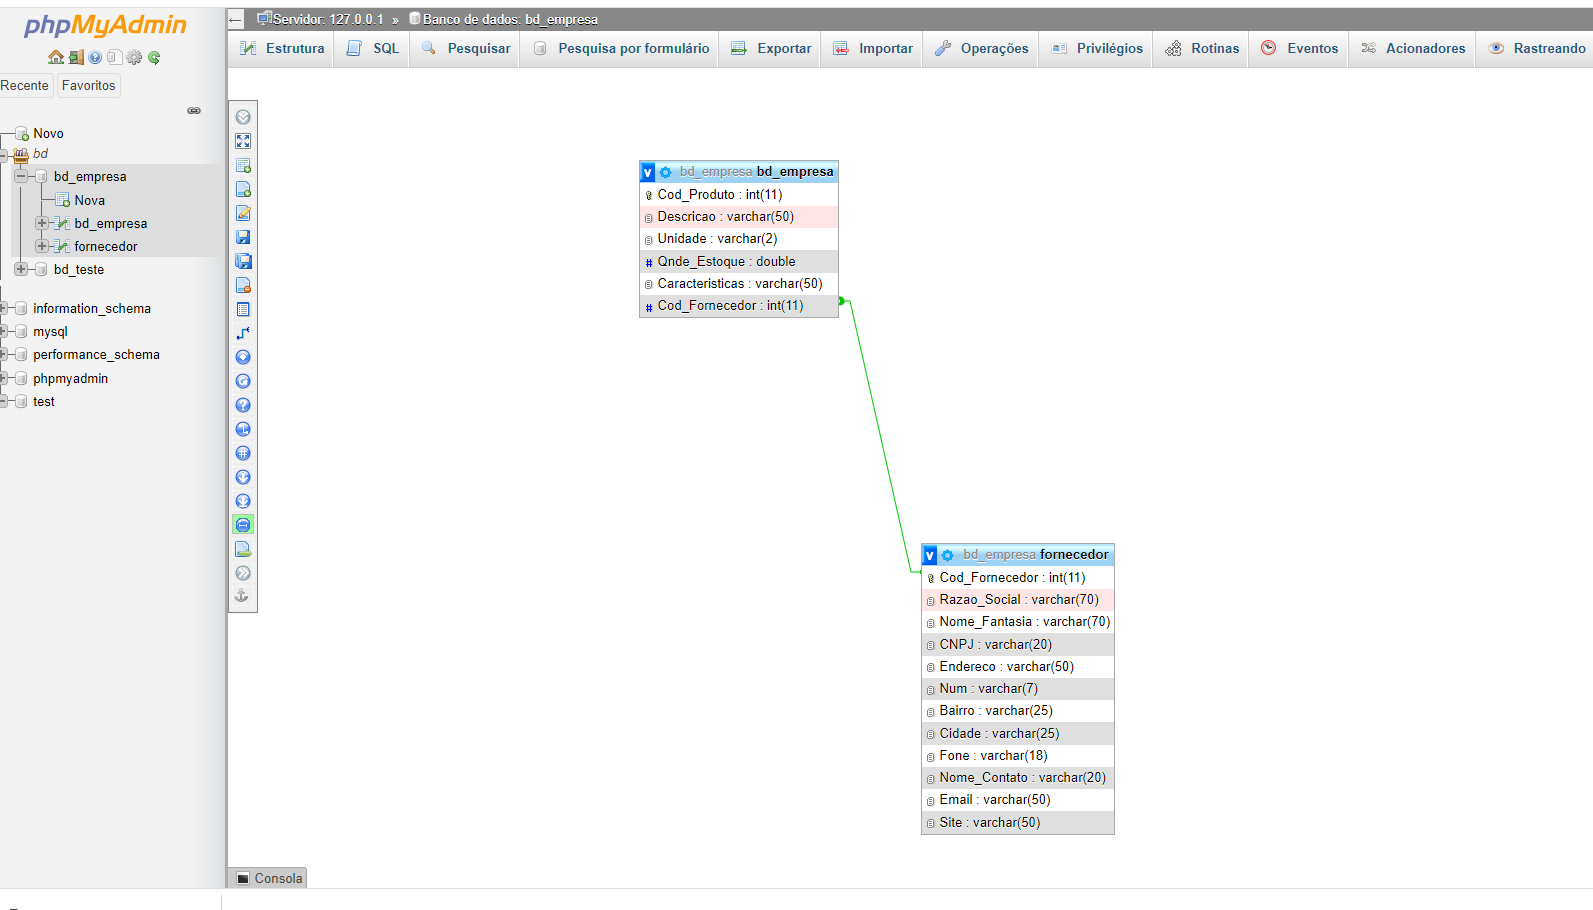 phpMyAdmin
Recente Favoritos
Novo
bd
bd_empresa
Nova
bd_empresa
fornecedor
bd_teste
information_schema
mysql
performance_schema
phpmyadmin
test
Servidor: 127.0.0.1 » Banco de dados: bd_empresa
Estrutura SQL Pesquisar Pesquisa por formulário Exportar Importar Operações Privilégios Rotinas Eventos Acionadores Rastreando
v bd_empresa bd_empresa
Cod_Produto : int(11)
Descricao : varchar(50)
Unidade : varchar(2)
# Qnde_Estoque : double
Caracteristicas : varchar(50)
# Cod_Fornecedor : int(11)
v bd_empresa fornecedor
Cod_Fornecedor : int(11)
Razao_Social : varchar(70)
Nome_Fantasia : varchar(70)
CNPJ : varchar(20)
Endereco : varchar(50)
Num : varchar(7)
Bairro : varchar(25)
Cidade : varchar(25)
Fone : varchar(18)
Nome_Contato : varchar(20)
Email : varchar(50)
Site : varchar(50)
Consola